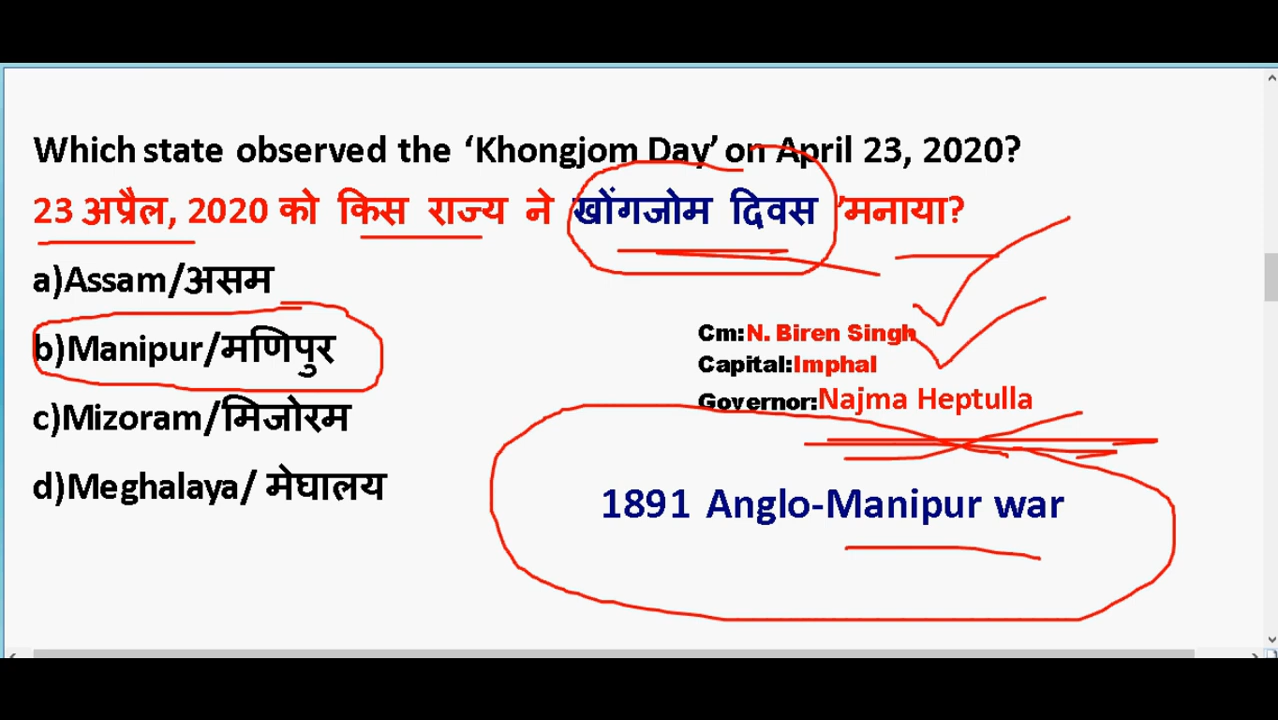 Which state observed the ‘Khongjom Day’ on April 23, 2020?
23 अप्रैल, 2020 को किस राज्य ने खोंगजोम दिवस ’मनाया?
a)Assam/असम
b)Manipur/मणिपुर
Cm:N. Biren Singh
Capital:Imphal
Governor:Najma Heptulla
c)Mizoram/मिजोरम
d)Meghalaya/ मेघालय
1891 Anglo-Manipur war